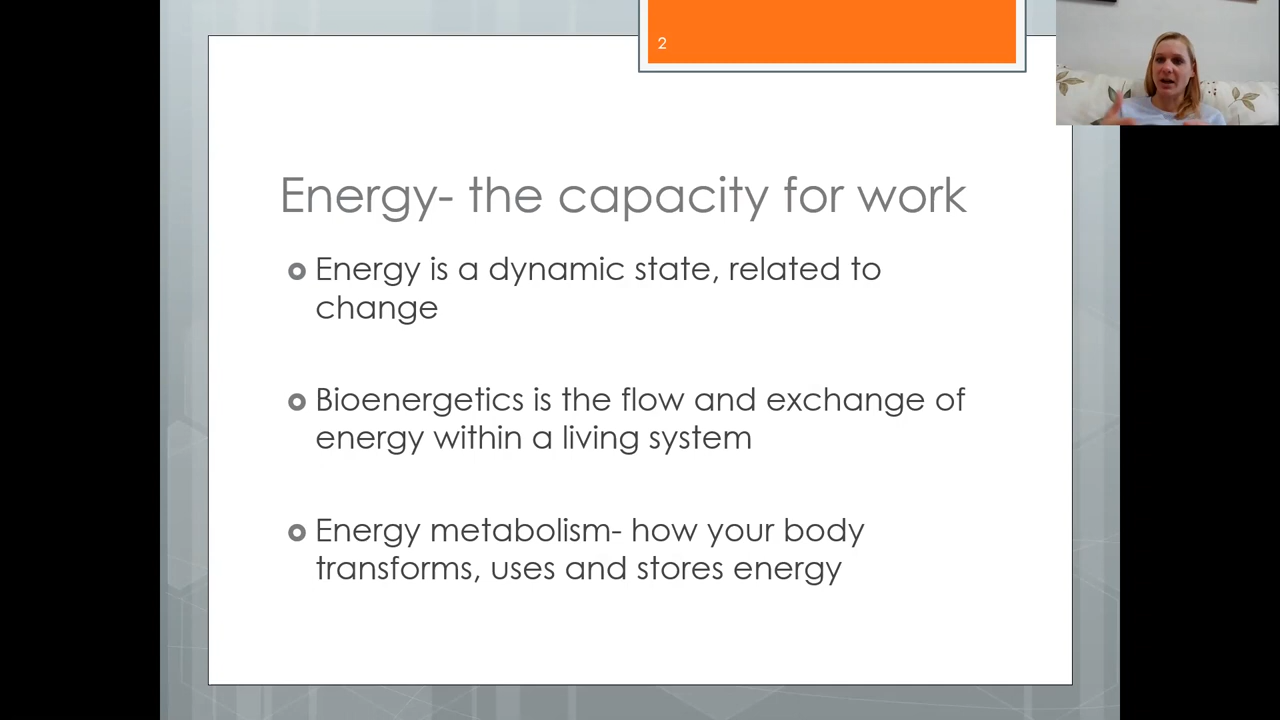 2
Energy- the capacity for work
Energy is a dynamic state, related to
change
Bioenergetics is the flow and exchange of
energy within a living system
Energy metabolism- how your body
transforms, uses and stores energy